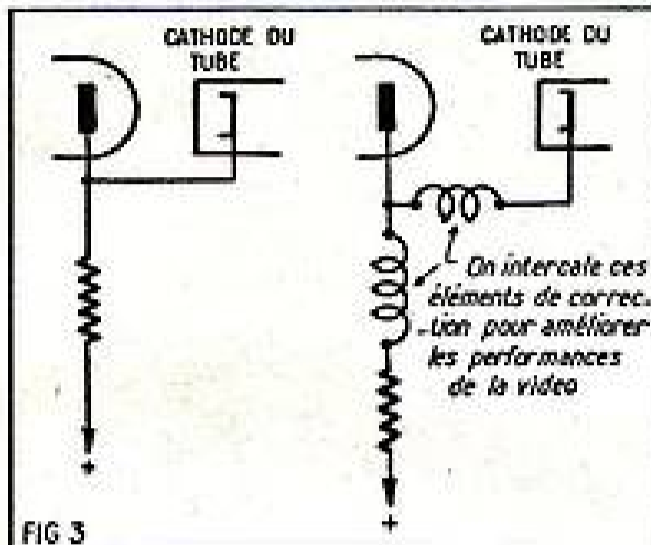 CATHODE DU
TUBE
CATHODE DU
TUBE
On intercale ces
éléments de correc-
-tion pour améliorer
les performances
de la video
+
+
FIG 3